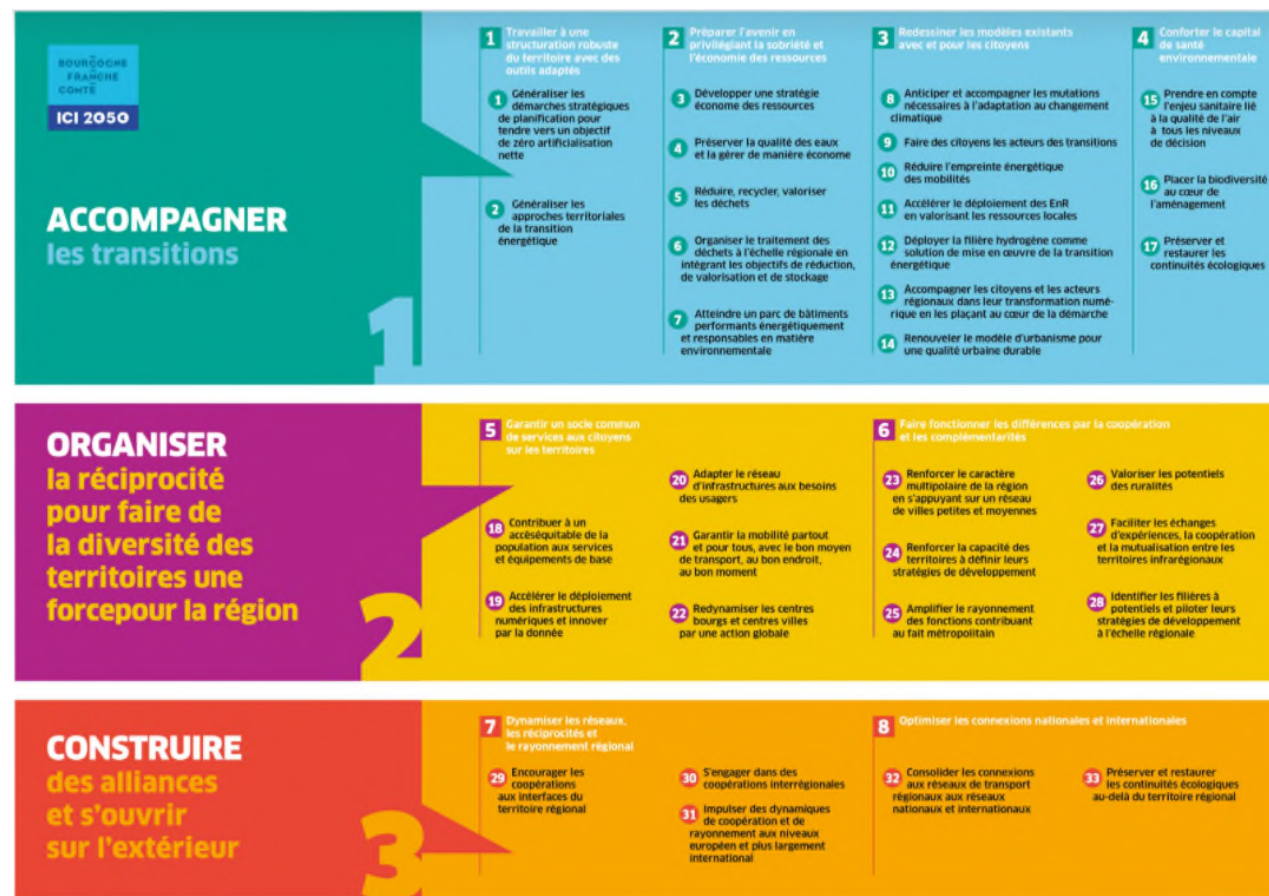 BOURGOGNE
FRANCHE
COMTÉ
ICI 2050
ACCOMPAGNER
les transitions
1
1 Travailler à une
structuration robuste
du territoire avec des
outils adaptés
1 Généraliser les
démarches stratégiques
de planification pour
tendre vers un objectif
de zéro artificialisation
nette
2 Généraliser les
approches territoriales
de la transition
énergétique
2 Préparer l'avenir en
privilégiant la sobriété et
l'économie des ressources
3 Développer une stratégie
économe des ressources
4 Préserver la qualité des eaux
et la gérer de manière économe
5 Réduire, recycler, valoriser
les déchets
6 Organiser le traitement des
déchets à l'échelle régionale en
intégrant les objectifs de réduction,
de valorisation et de stockage
7 Atteindre un parc de bâtiments
performants énergétiquement
et responsables en matière
environnementale
3 Redessiner les modèles existants
avec et pour les citoyens
8 Anticiper et accompagner les mutations
nécessaires à l'adaptation au changement
climatique
9 Faire des citoyens les acteurs des transitions
10 Réduire l'empreinte énergétique
des mobilités
11 Accélérer le déploiement des EnR
en valorisant les ressources locales
12 Déployer la filière hydrogène comme
solution de mise en œuvre de la transition
énergétique
13 Accompagner les citoyens et les acteurs
régionaux dans leur transformation numé-
rique en les plaçant au cœur de la démarche
14 Renouveler le modèle d'urbanisme pour
une qualité urbaine durable
4 Conforter le capital
de santé
environnementale
15 Prendre en compte
l'enjeu sanitaire lié
à la qualité de l'air
à tous les niveaux
de décision
16 Placer la biodiversité
au cœur de
l'aménagement
17 Préserver et
restaurer les
continuités écologiques
ORGANISER
la réciprocité
pour faire de
la diversité des
territoires une
forcepour la région
2
5 Garantir un socle commun
de services aux citoyens
sur les territoires
18 Contribuer à un
accèséquitable de la
population aux services
et équipements de base
19 Accélérer le déploiement
des infrastructures
numériques et innover
par la donnée
20 Adapter le réseau
d'infrastructures aux besoins
des usagers
21 Garantir la mobilité partout
et pour tous, avec le bon moyen
de transport, au bon endroit,
au bon moment
22 Redynamiser les centres
bourgs et centres villes
par une action globale
6 Faire fonctionner les différences par la coopération
et les complémentarités
23 Renforcer le caractère
multipolaire de la région
en s'appuyant sur un réseau
de villes petites et moyennes
24 Renforcer la capacité des
territoires à définir leurs
stratégies de développement
25 Amplifier le rayonnement
des fonctions contribuant
au fait métropolitain
26 Valoriser les potentiels
des ruralités
27 Faciliter les échanges
d'expériences, la coopération
et la mutualisation entre les
territoires infrarégionaux
28 Identifier les filières à
potentiels et piloter leurs
stratégies de développement
à l'échelle régionale
CONSTRUIRE
des alliances
et s'ouvrir
sur l'extérieur
3
7 Dynamiser les réseaux,
les réciprocités et
le rayonnement régional
29 Encourager les
coopérations
aux interfaces du
territoire régional
30 S'engager dans des
coopérations interrégionales
31 Impulser des dynamiques
de coopération et de
rayonnement aux niveaux
européen et plus largement
international
8 Optimiser les connexions nationales et internationales
32 Consolider les connexions
aux réseaux de transport
régionaux aux réseaux
nationaux et internationaux
33 Préserver et restaurer
les continuités écologiques
au-delà du territoire régional